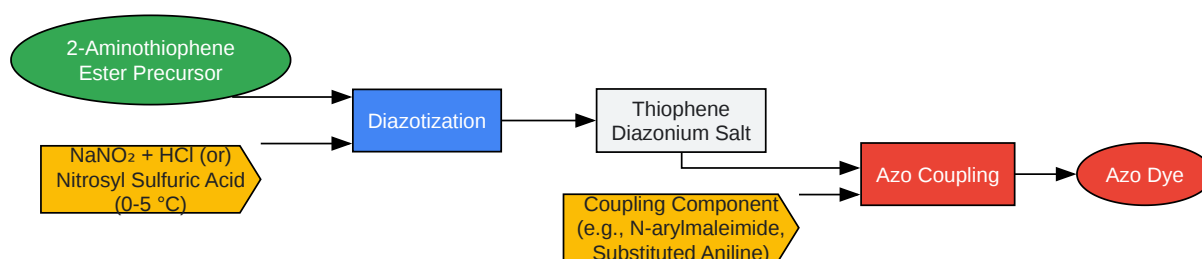 2-Aminothiophene
Ester Precursor
NaNO₂ + HCl (or)
Nitrosyl Sulfuric Acid
(0-5 °C)
Diazotization
Thiophene
Diazonium Salt
Coupling Component
(e.g., N-arylmaleimide,
Substituted Aniline)
Azo Coupling
Azo Dye